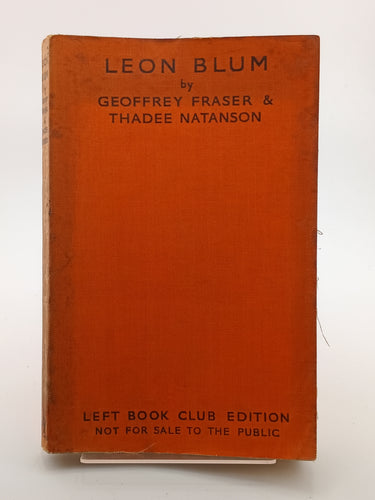 LEON BLUM
by
GEOFFREY FRASER &
THADEE NATANSON
LEFT BOOK CLUB EDITION
NOT FOR SALE TO THE PUBLIC